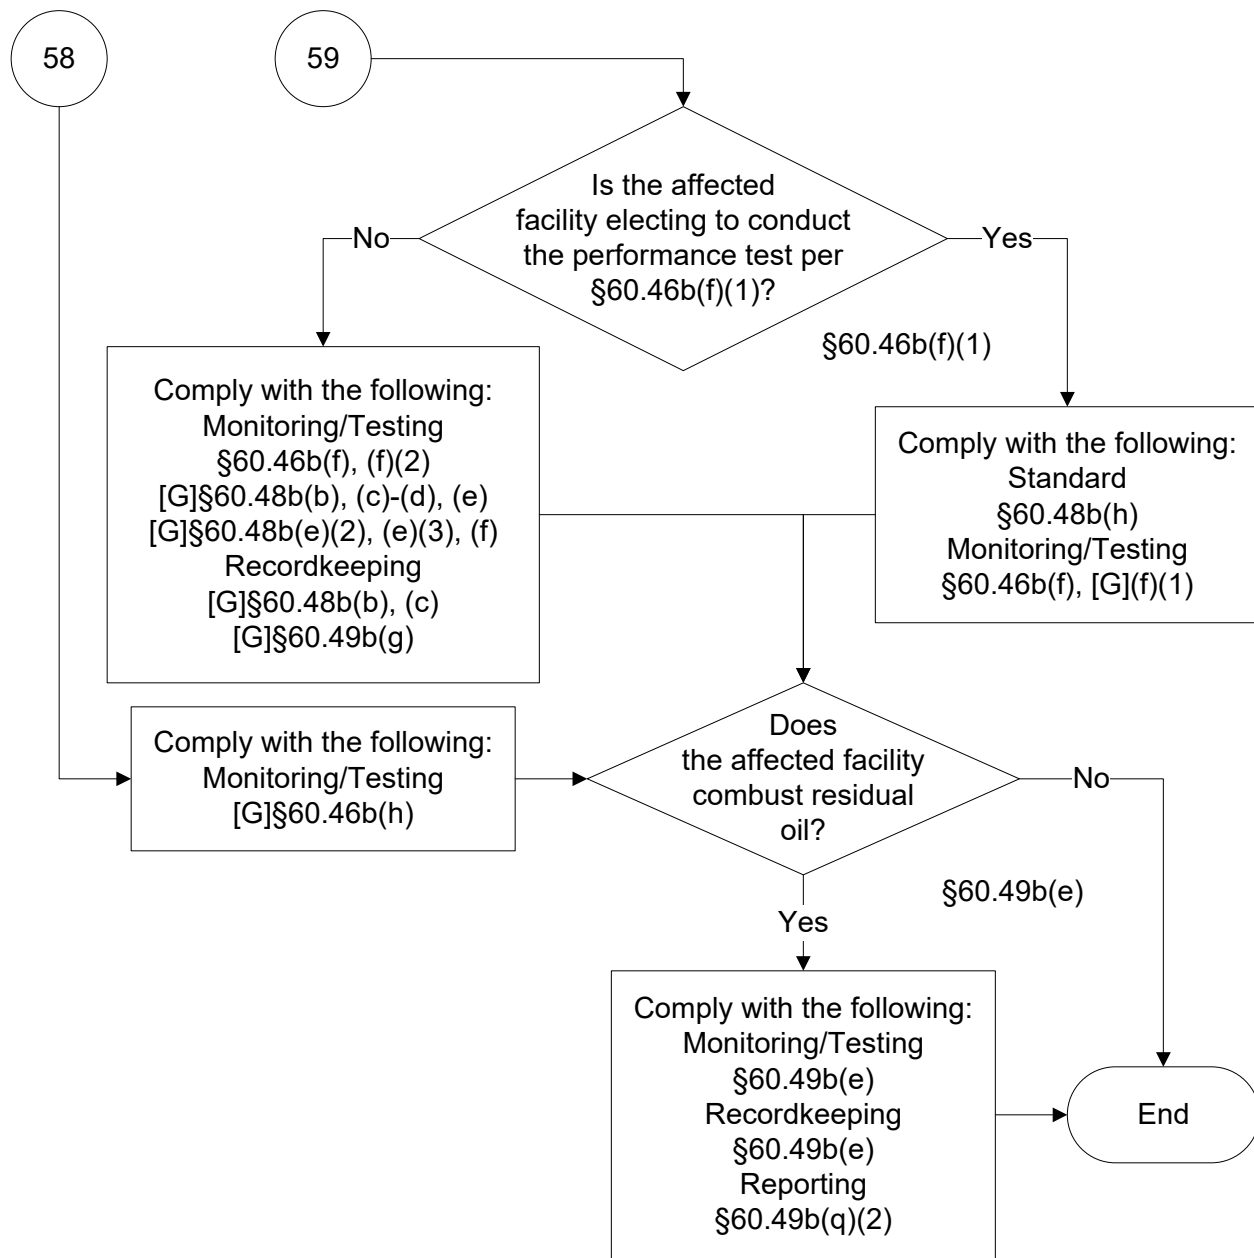 58
59
Is the affected
facility electing to conduct
the performance test per
§60.46b(f)(1)?
No
Yes
§60.46b(f)(1)
Comply with the following:
Monitoring/Testing
§60.46b(f), (f)(2)
[G]§60.48b(b), (c)-(d), (e)
[G]§60.48b(e)(2), (e)(3), (f)
Recordkeeping
[G]§60.48b(b), (c)
[G]§60.49b(g)
Comply with the following:
Standard
§60.48b(h)
Monitoring/Testing
§60.46b(f), [G](f)(1)
Comply with the following:
Monitoring/Testing
[G]§60.46b(h)
Does
the affected facility
combust residual
oil?
No
§60.49b(e)
Yes
Comply with the following:
Monitoring/Testing
§60.49b(e)
Recordkeeping
§60.49b(e)
Reporting
§60.49b(q)(2)
End